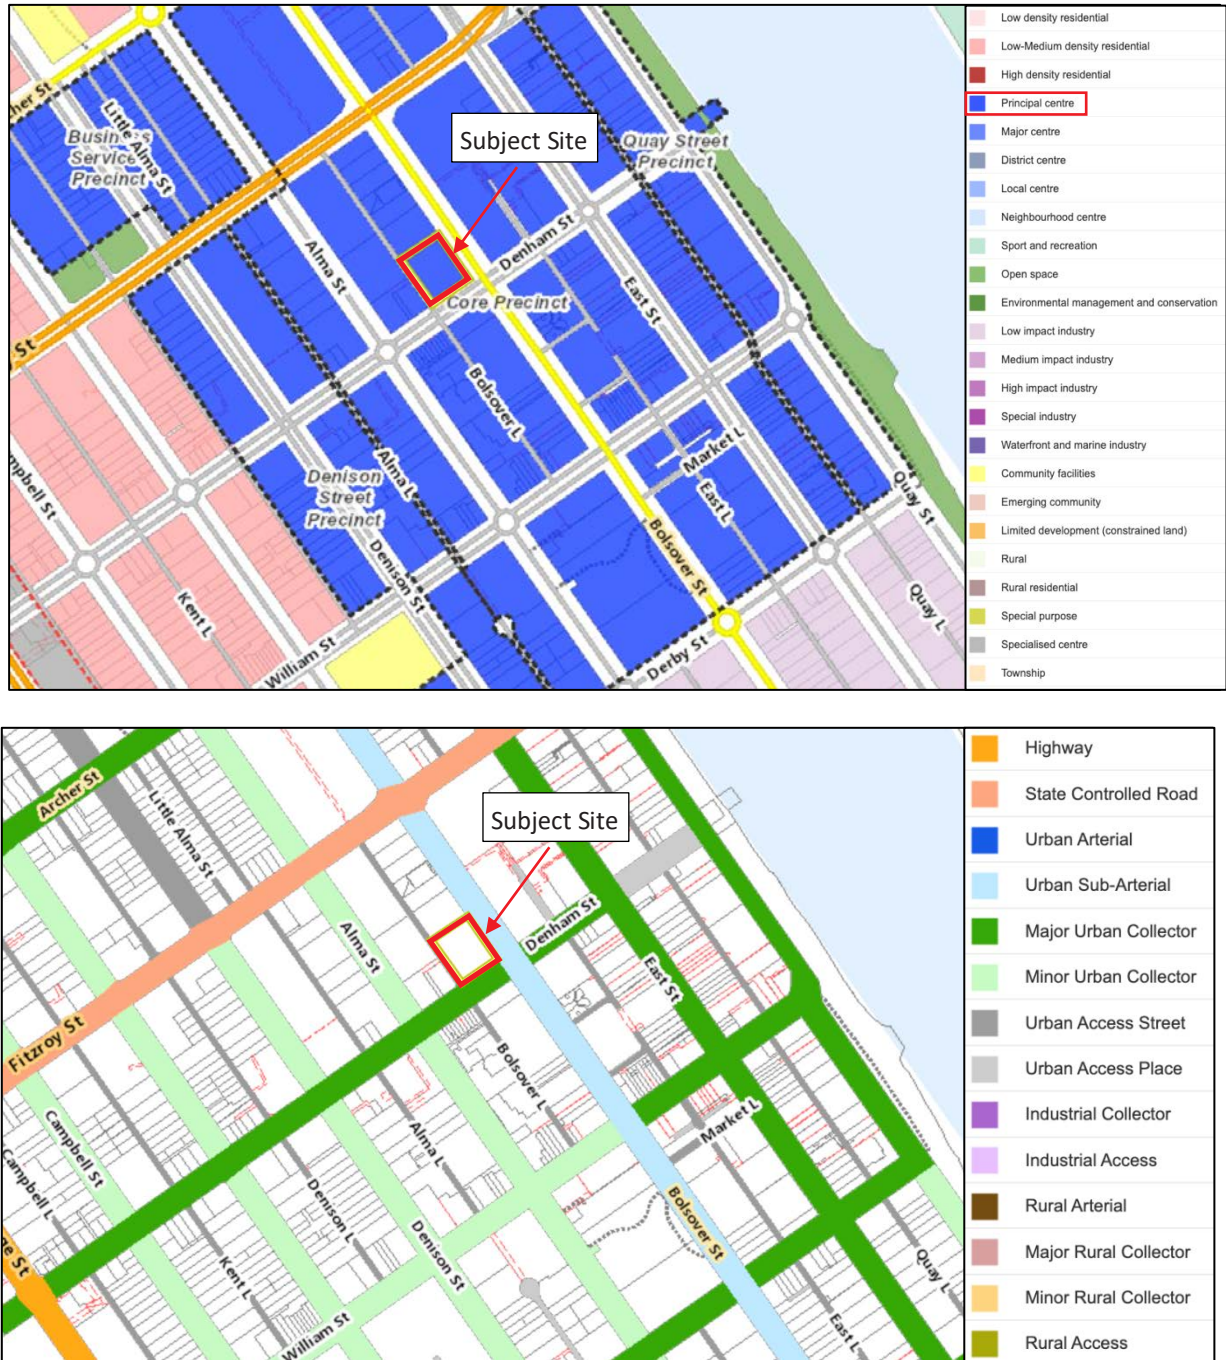 cher St
Little Alma St
Business
Service
Precinct
Subject Site
Quay Street
Precinct
Alma St
Denham St
Core Precinct
East St
St
Bolsover L
Market L
mpbell St
Denison
Street
Precinct
Alma L
East L
Quay St
Bolsover St
Denison St
Kent L
Quay L
William St
Derby St
Low density residential
Low-Medium density residential
High density residential
Principal centre
Major centre
District centre
Local centre
Neighbourhood centre
Sport and recreation
Open space
Environmental management and conservation
Low impact industry
Medium impact industry
High impact industry
Special industry
Waterfront and marine industry
Community facilities
Emerging community
Limited development (constrained land)
Rural
Rural residential
Special purpose
Specialised centre
Township
Archer St
Little Alma St
Subject Site
Alma St
Denham St
East St
Fitzroy St
Bolsover L
Market L
Campbell St
Campbell L
Alma L
Denison L
Denison St
Bolsover St
ge St
Kent L
Quay L
William St
East L
Highway
State Controlled Road
Urban Arterial
Urban Sub-Arterial
Major Urban Collector
Minor Urban Collector
Urban Access Street
Urban Access Place
Industrial Collector
Industrial Access
Rural Arterial
Major Rural Collector
Minor Rural Collector
Rural Access